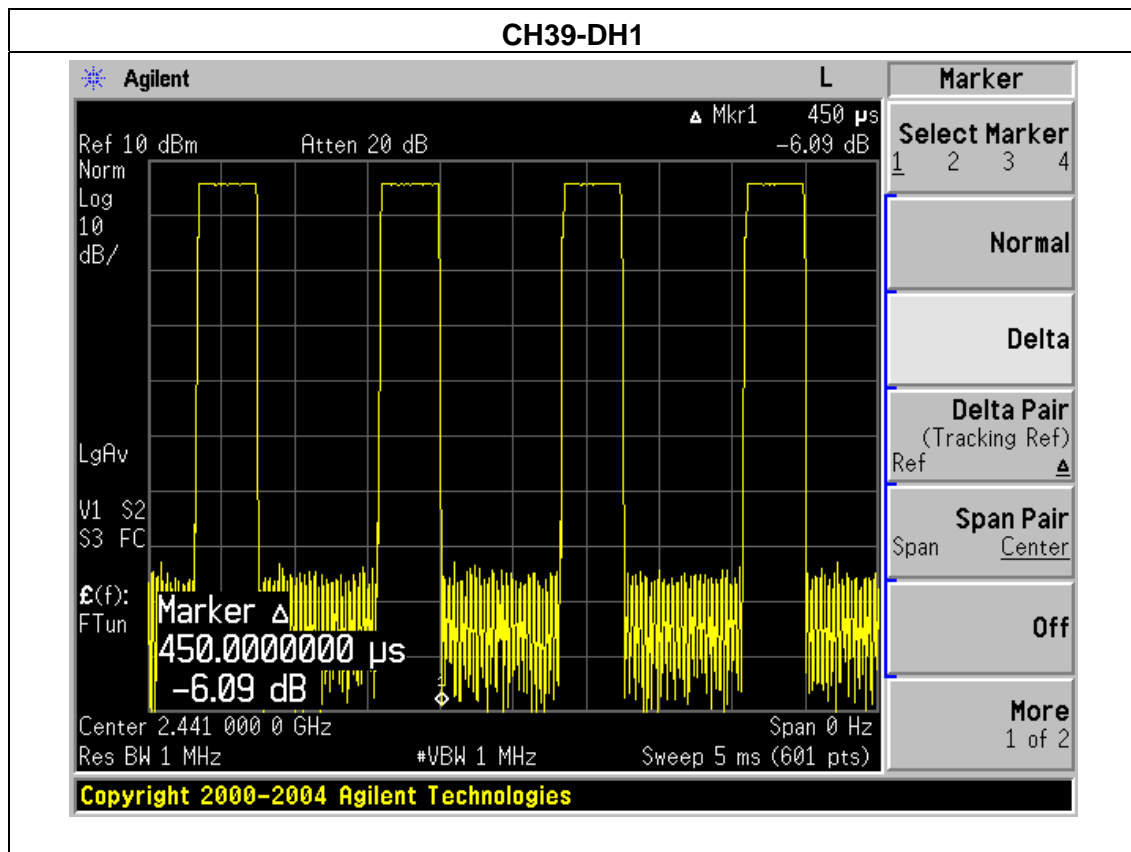 CH39-DH1
Agilent L
Δ Mkr1 450 µs
Ref 10 dBm Atten 20 dB -6.09 dB
Norm
Log
10
dB/
LgAv
V1 S2
S3 FC
£(f):
FTun
Marker Δ
450.0000000 µs
-6.09 dB
1
Center 2.441 000 0 GHz Span 0 Hz
Res BW 1 MHz #VBW 1 MHz Sweep 5 ms (601 pts)
Copyright 2000-2004 Agilent Technologies
Marker
Select Marker
1 2 3 4
Normal
Delta
Delta Pair
(Tracking Ref)
Ref Δ
Span Pair
Span Center
Off
More
1 of 2